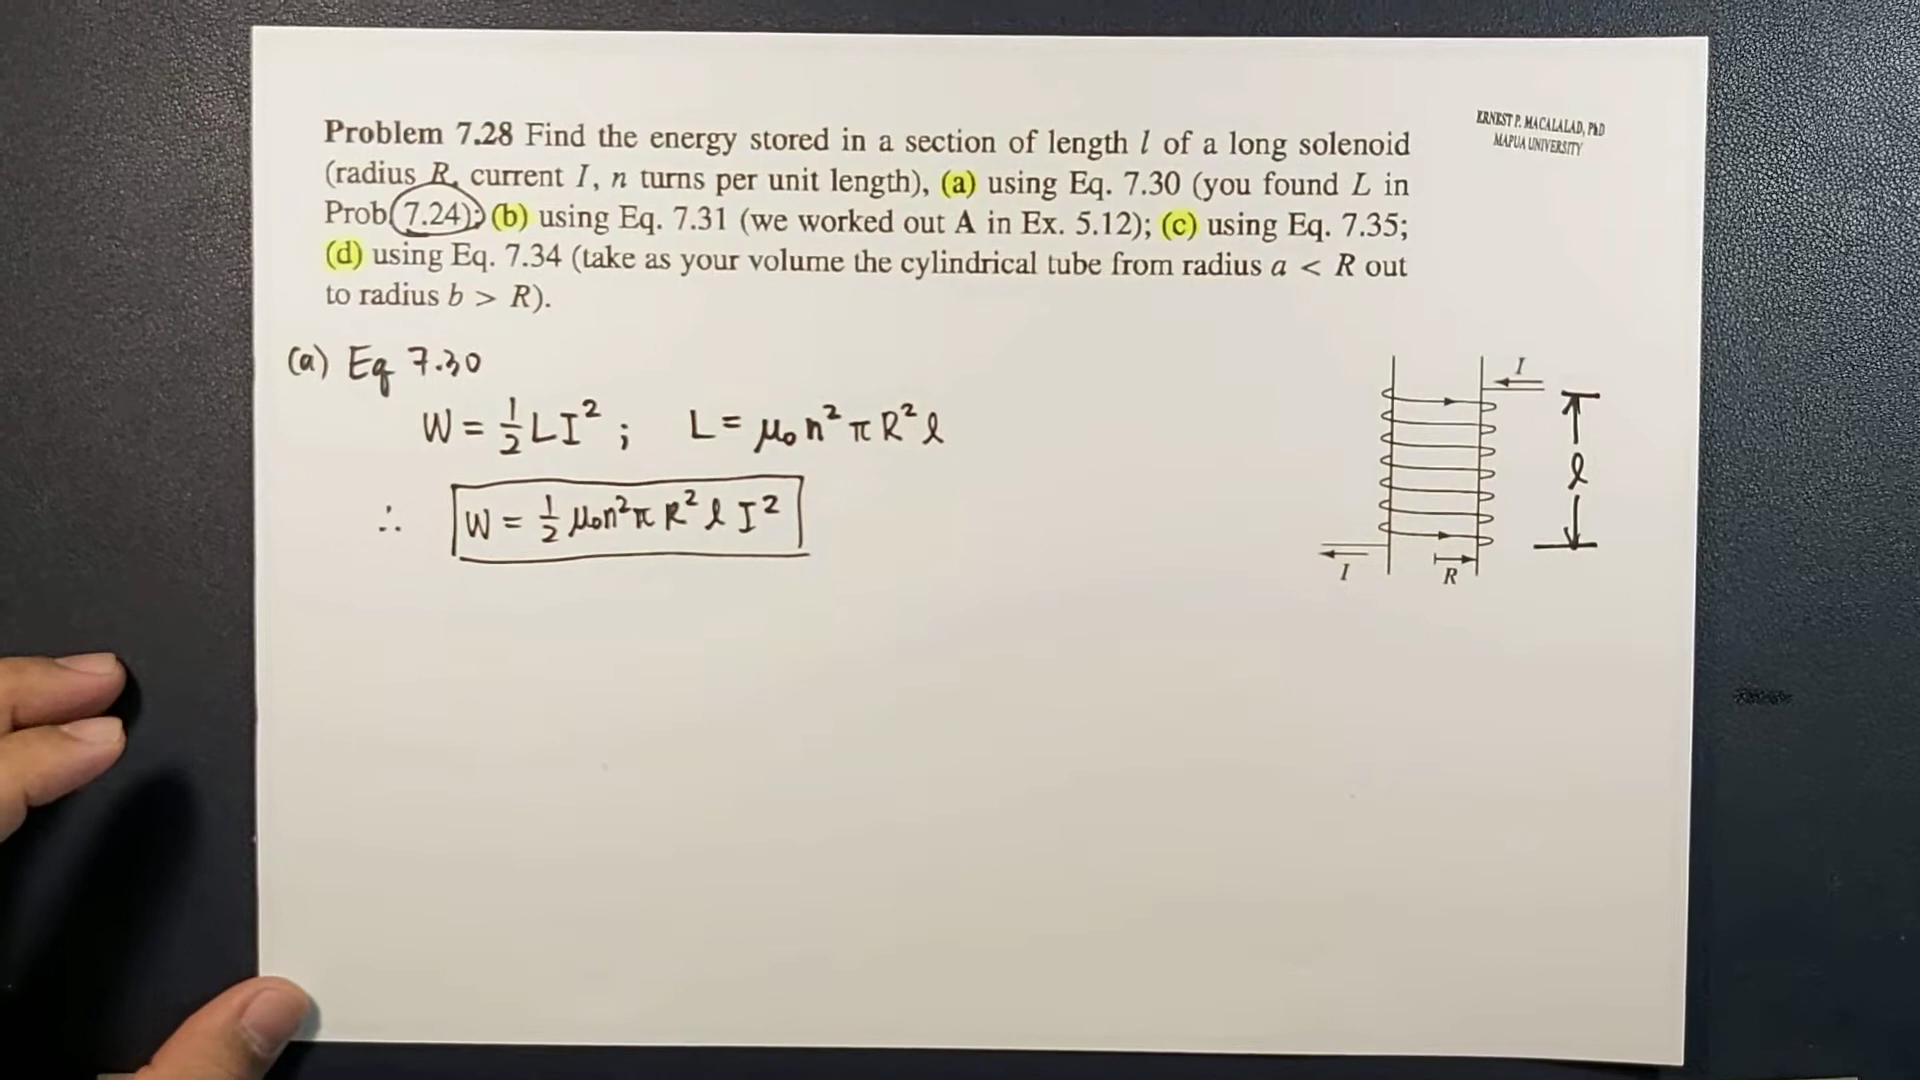 ERNEST P. MACALALAD, PhD
MAPUA UNIVERSITY
Problem 7.28 Find the energy stored in a section of length l of a long solenoid
(radius R, current I, n turns per unit length), (a) using Eq. 7.30 (you found L in
Prob 7.24); (b) using Eq. 7.31 (we worked out A in Ex. 5.12); (c) using Eq. 7.35;
(d) using Eq. 7.34 (take as your volume the cylindrical tube from radius a < R out
to radius b > R).
(a) Eq 7.30
W = ½LI² ; L = μ₀n²πR²ℓ
∴ W = ½ μ₀n²πR²ℓI²
I
ℓ
I
R